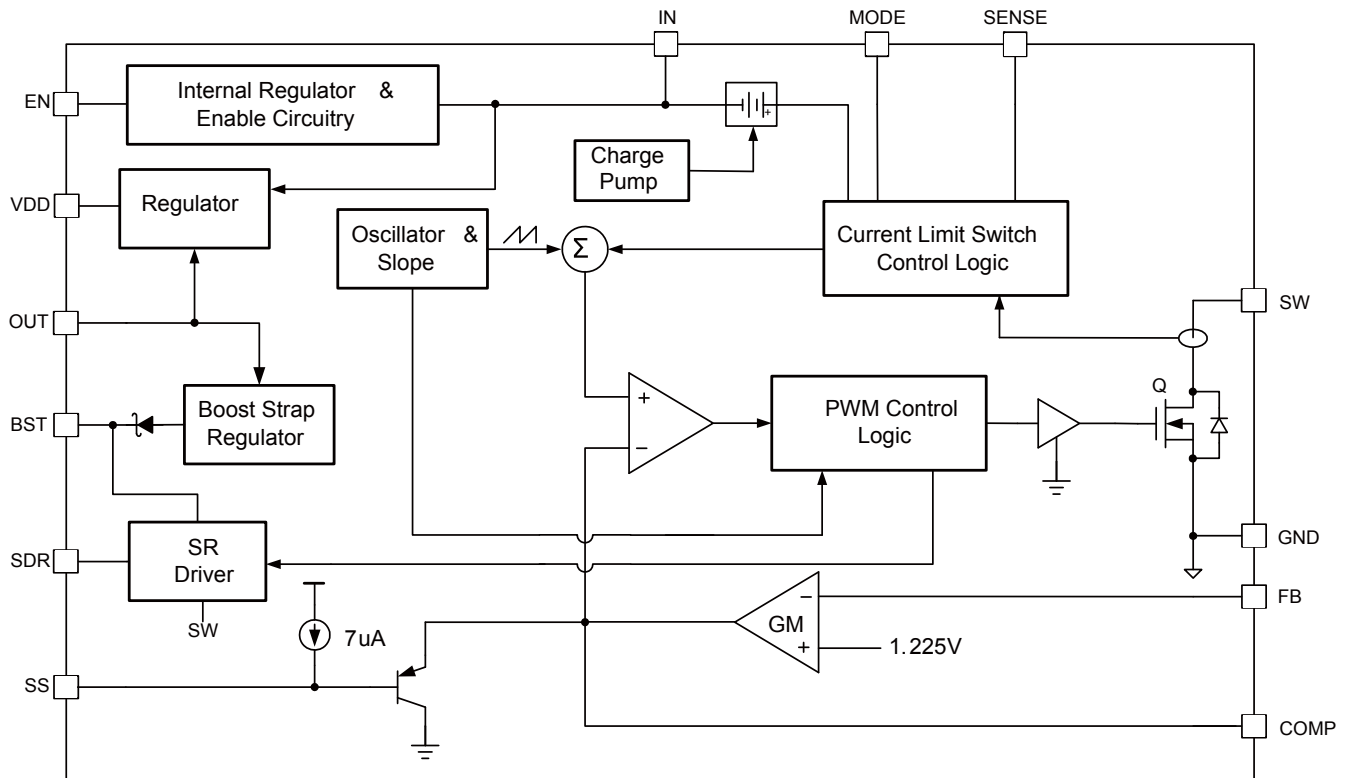 IN
MODE
SENSE
EN
Internal Regulator &
Enable Circuitry
+
Charge
Pump
VDD
Regulator
Oscillator &
Slope
Σ
Current Limit Switch
Control Logic
OUT
SW
BST
Boost Strap
Regulator
+
−
PWM Control
Logic
Q
SDR
SR
Driver
SW
GND
FB
7uA
GM
−
+
1.225V
SS
COMP